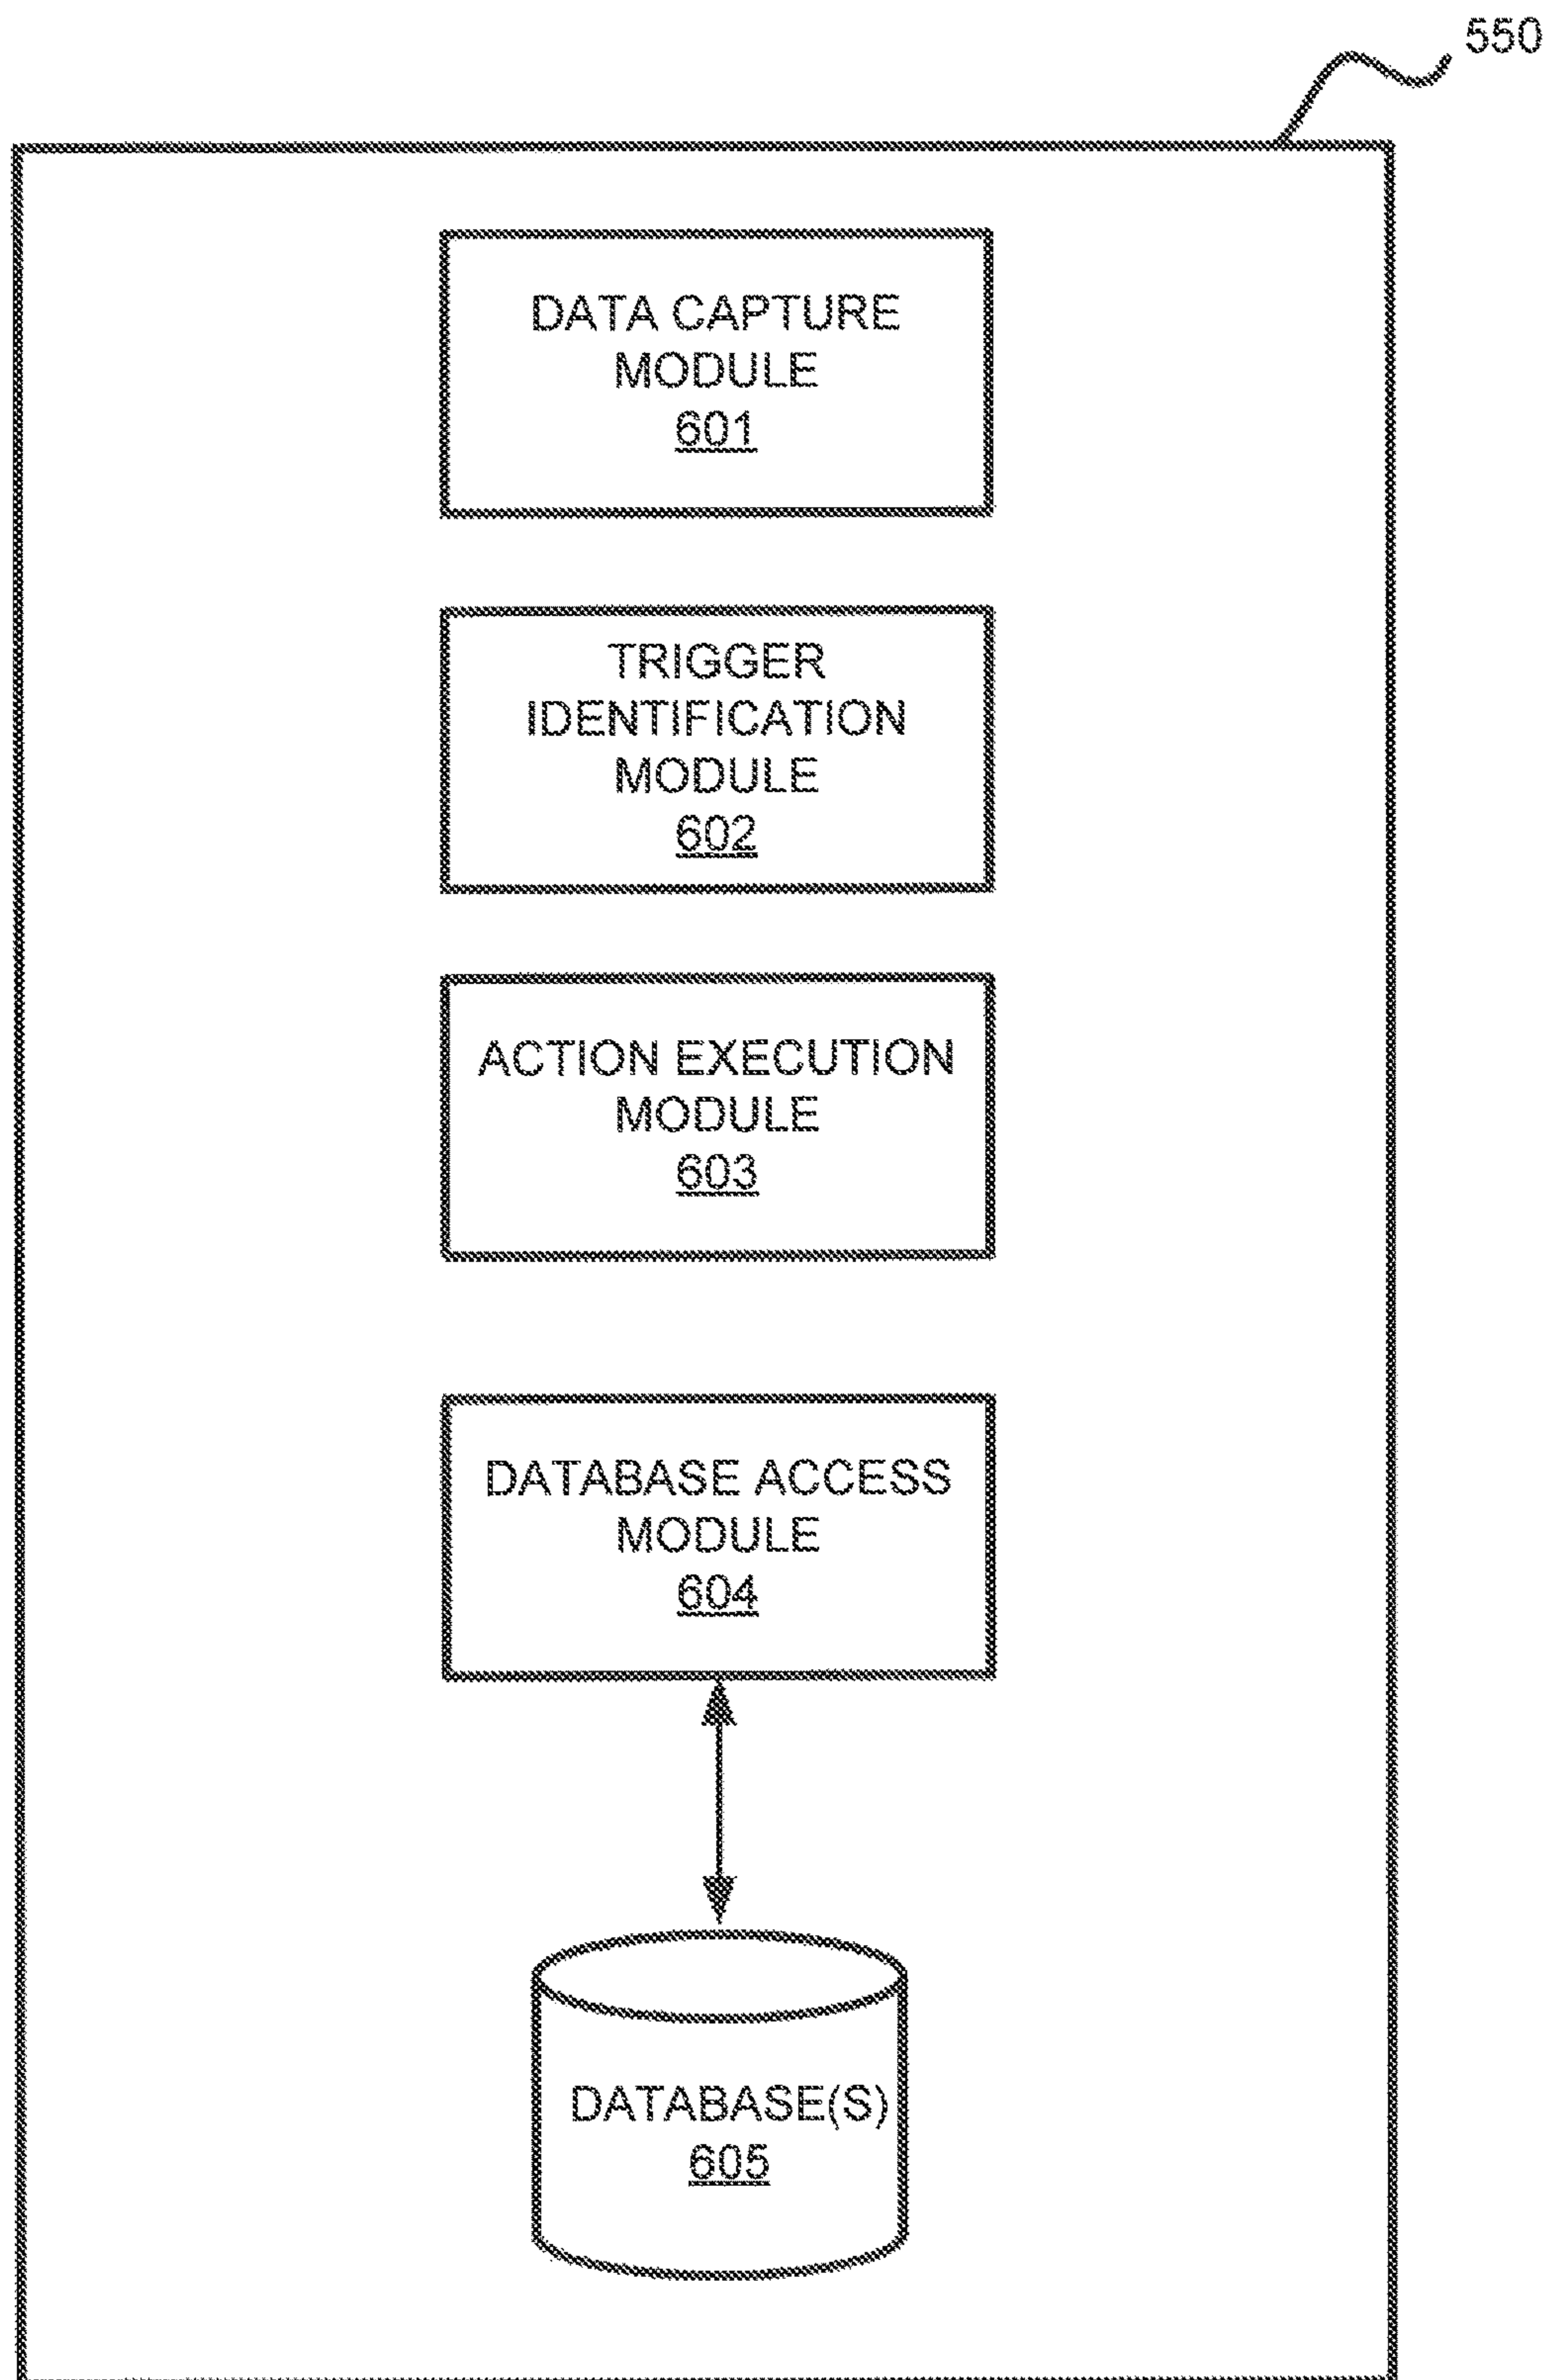 550
DATA CAPTURE
MODULE
601
TRIGGER
IDENTIFICATION
MODULE
602
ACTION EXECUTION
MODULE
603
DATABASE ACCESS
MODULE
604
DATABASE(S)
605